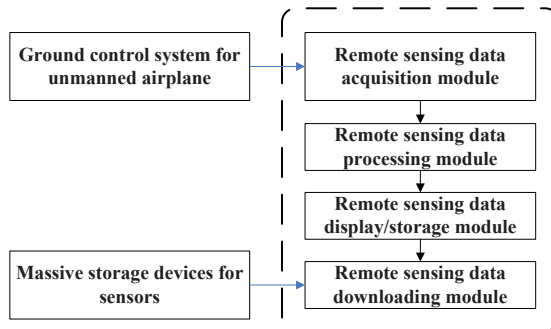 Ground control system for
unmanned airplane
Remote sensing data
acquisition module
Remote sensing data
processing module
Remote sensing data
display/storage module
Massive storage devices for
sensors
Remote sensing data
downloading module